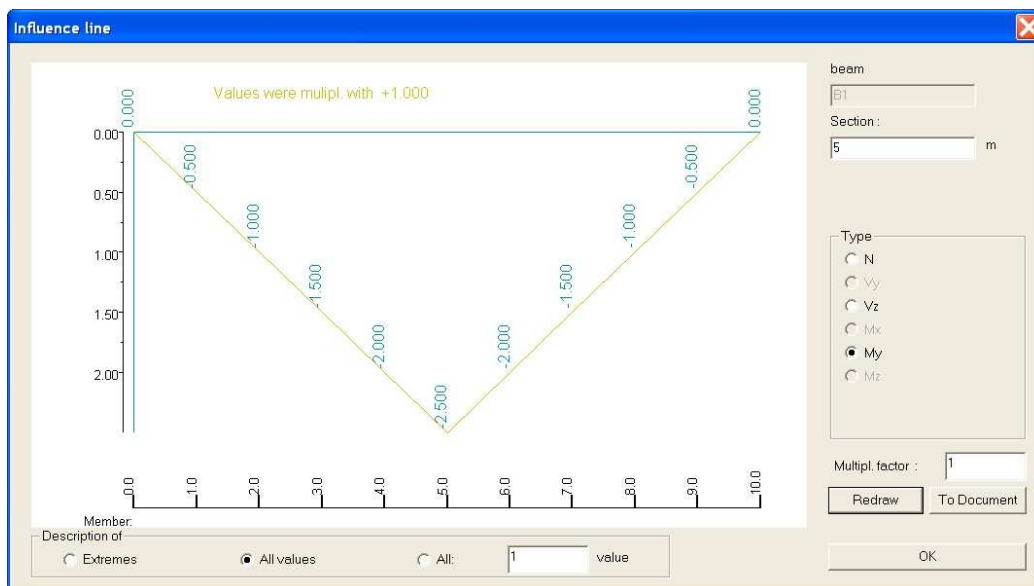 Influence line
Values were mulipl. with +1.000
0.000
0.000
0.00
0.50
1.00
1.50
2.00
-0.500
-1.000
-1.500
-2.000
-2.500
-2.000
-1.500
-1.000
-0.500
0.0
1.0
2.0
3.0
4.0
5.0
6.0
7.0
8.0
9.0
10.0
Member:
Description of
Extremes
All values
All:
1
value
beam
B1
Section :
5
m
Type
N
Vy
Vz
Mx
My
Mz
Multipl. factor :
1
Redraw
To Document
OK